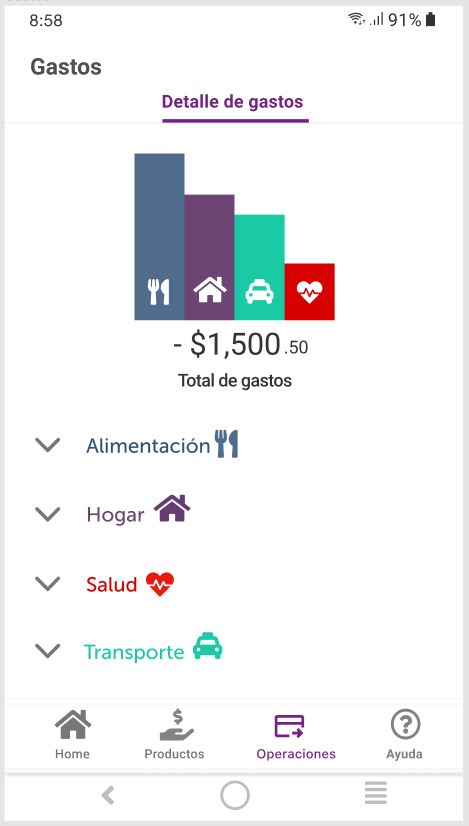 8:58
91%
Gastos
Detalle de gastos
- $1,500.50
Total de gastos
Alimentación
Hogar
Salud
Transporte
Home
Productos
Operaciones
Ayuda